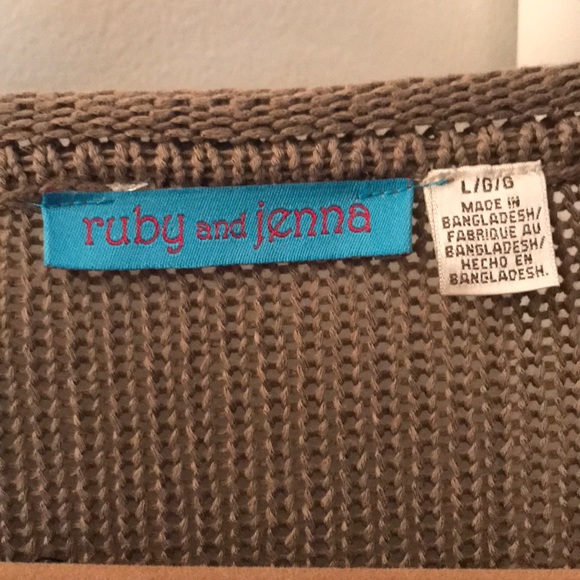 ruby and jenna
L/G/G
MADE IN
BANGLADESH/
FABRIQUE AU
BANGLADESH/
HECHO EN
BANGLADESH.